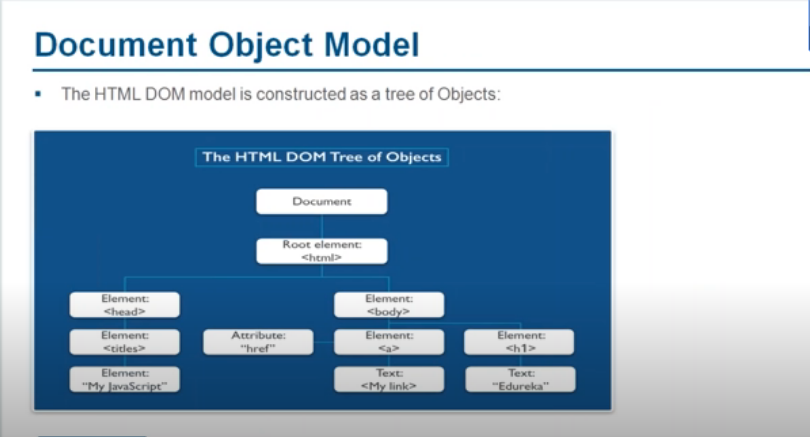 Document Object Model
▪ The HTML DOM model is constructed as a tree of Objects:
The HTML DOM Tree of Objects
Document
Root element:
<html>
Element:
<head>
Element:
<body>
Element:
<titles>
Attribute:
"href"
Element:
<a>
Element:
<h1>
Element:
"My JavaScript"
Text:
<My link>
Text:
"Edureka"